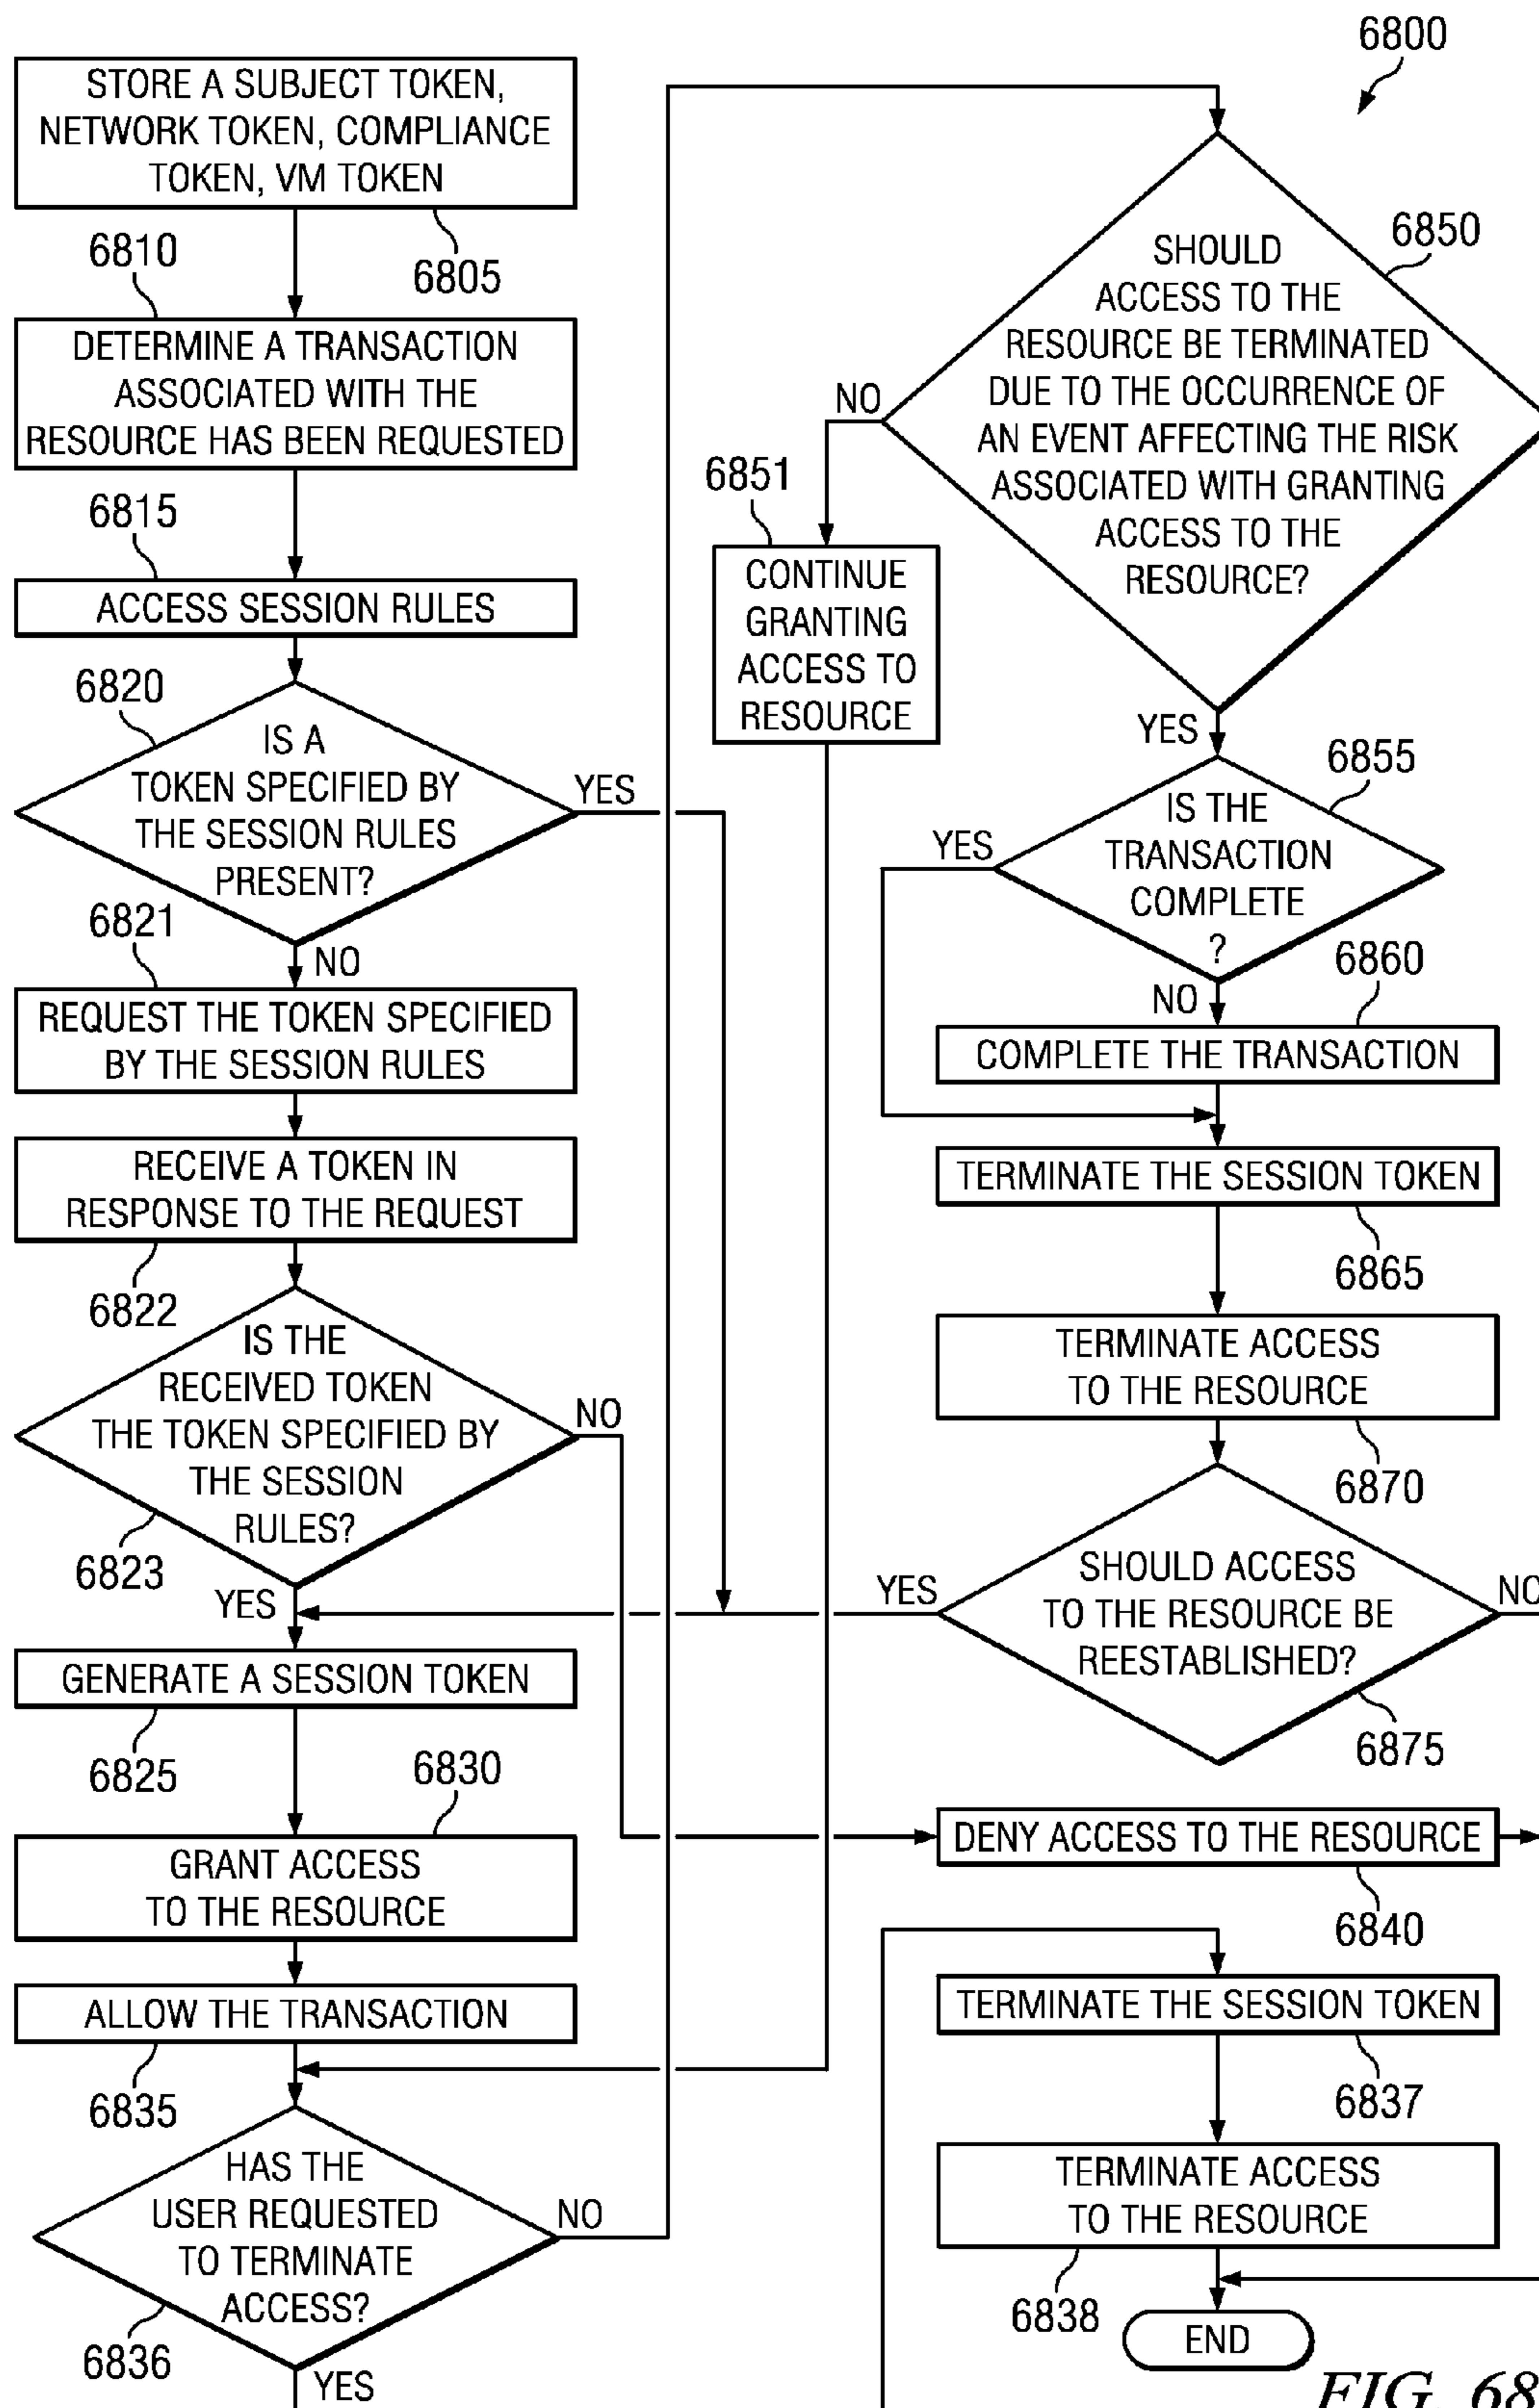 6800
STORE A SUBJECT TOKEN,
NETWORK TOKEN, COMPLIANCE
TOKEN, VM TOKEN
6805
6810
DETERMINE A TRANSACTION
ASSOCIATED WITH THE
RESOURCE HAS BEEN REQUESTED
6815
ACCESS SESSION RULES
6820
IS A
TOKEN SPECIFIED BY
THE SESSION RULES
PRESENT?
YES
NO
6821
REQUEST THE TOKEN SPECIFIED
BY THE SESSION RULES
RECEIVE A TOKEN IN
RESPONSE TO THE REQUEST
6822
IS THE
RECEIVED TOKEN
THE TOKEN SPECIFIED BY
THE SESSION
RULES?
NO
6823
YES
GENERATE A SESSION TOKEN
6825
6830
GRANT ACCESS
TO THE RESOURCE
ALLOW THE TRANSACTION
6835
HAS THE
USER REQUESTED
TO TERMINATE
ACCESS?
NO
6836
YES
6850
SHOULD
ACCESS TO THE
RESOURCE BE TERMINATED
DUE TO THE OCCURRENCE OF
AN EVENT AFFECTING THE RISK
ASSOCIATED WITH GRANTING
ACCESS TO THE
RESOURCE?
NO
6851
CONTINUE
GRANTING
ACCESS TO
RESOURCE
YES
6855
IS THE
TRANSACTION
COMPLETE
?
YES
NO
6860
COMPLETE THE TRANSACTION
TERMINATE THE SESSION TOKEN
6865
TERMINATE ACCESS
TO THE RESOURCE
6870
SHOULD ACCESS
TO THE RESOURCE BE
REESTABLISHED?
YES
NO
6875
DENY ACCESS TO THE RESOURCE
6840
TERMINATE THE SESSION TOKEN
6837
TERMINATE ACCESS
TO THE RESOURCE
6838
END
FIG. 68